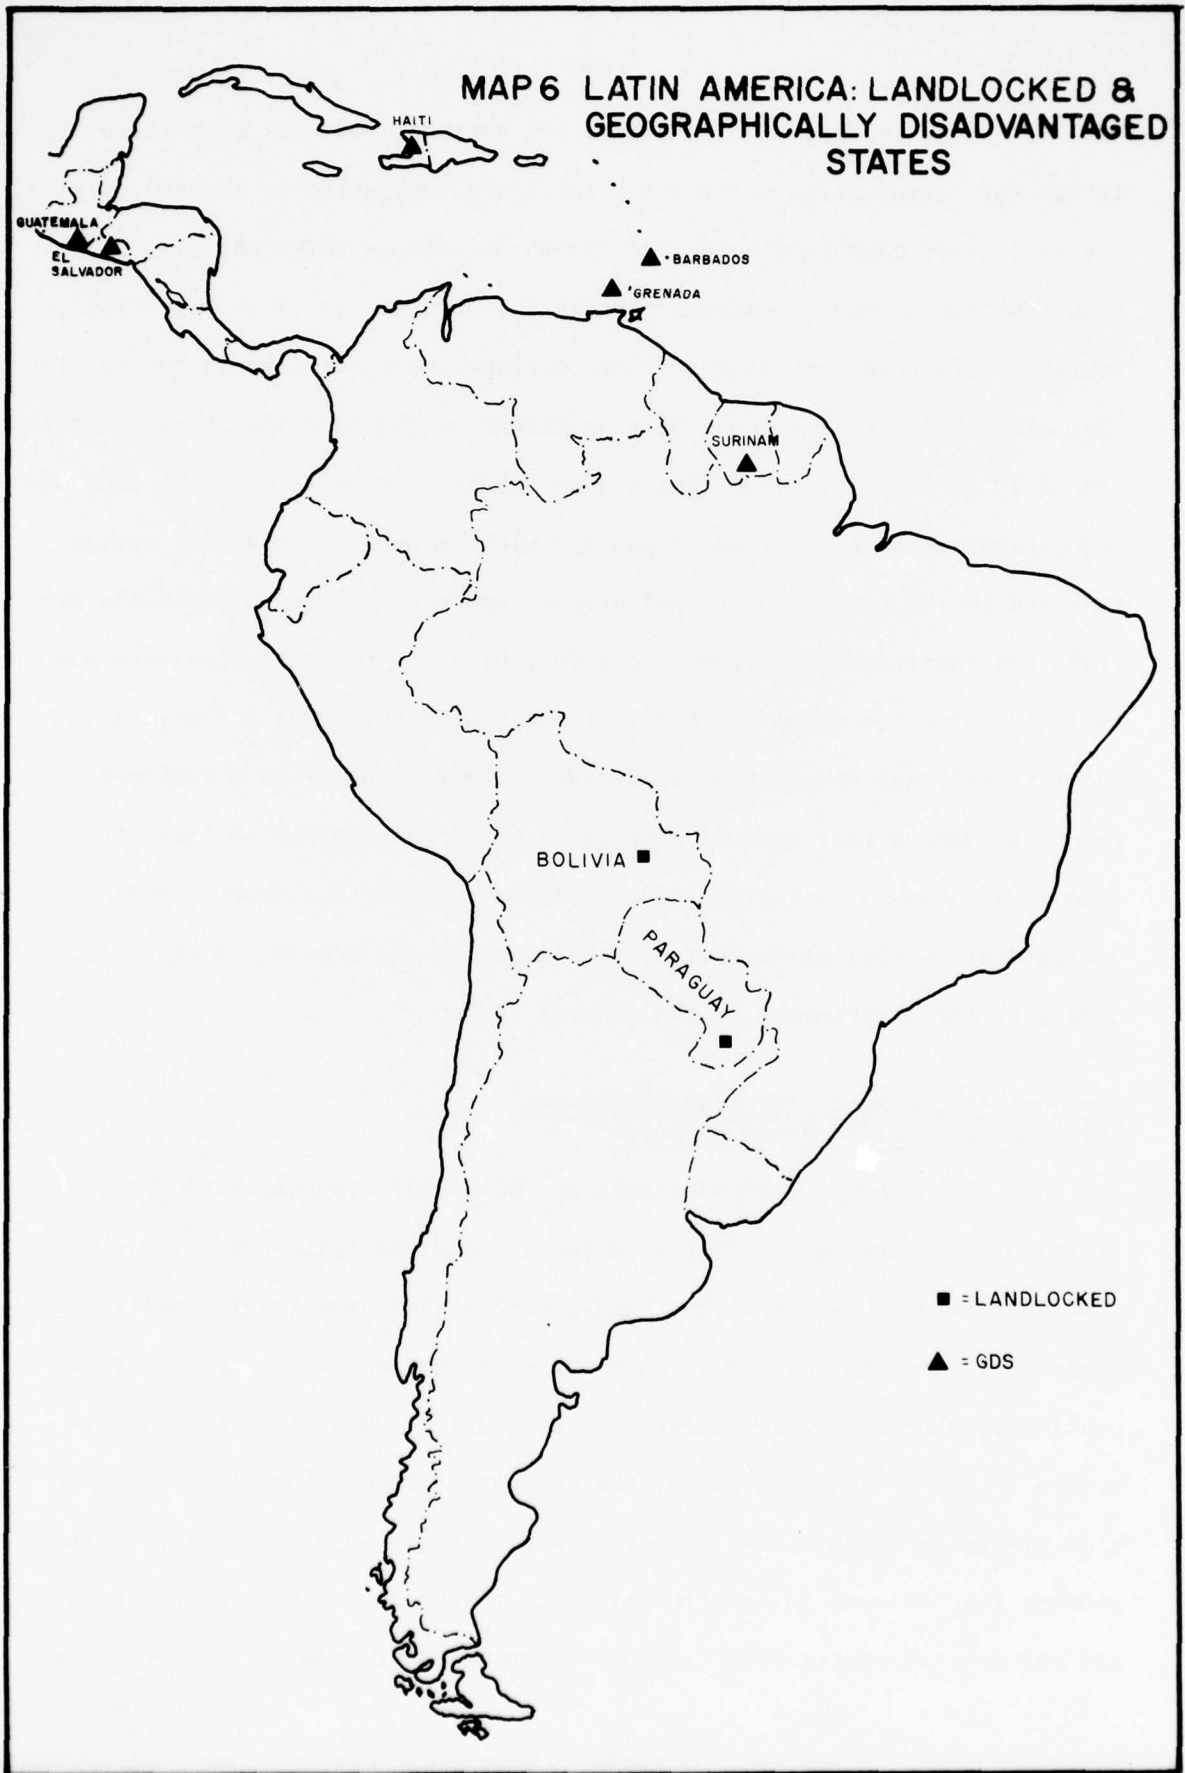 MAP 6 LATIN AMERICA: LANDLOCKED &
GEOGRAPHICALLY DISADVANTAGED
STATES
HAITI
GUATEMALA
EL
SALVADOR
BARBADOS
GRENADA
SURINAM
BOLIVIA
PARAGUAY
= LANDLOCKED
= GDS